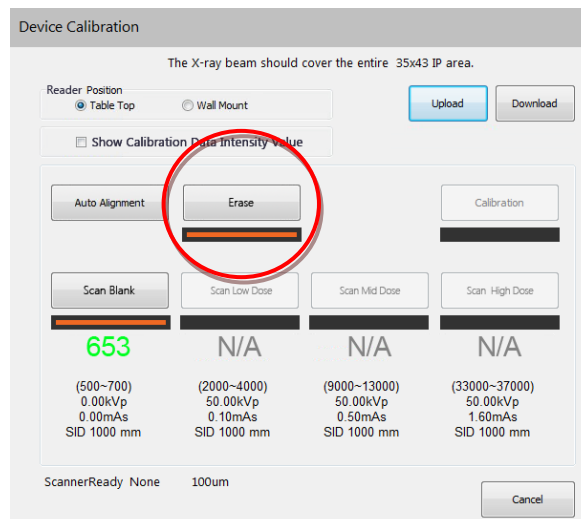 Device Calibration
The X-ray beam should cover the entire 35x43 IP area.
Reader Position
Table Top Wall Mount
Upload Download
Show Calibration Data Intensity Value
Auto Alignment Erase Calibration
Scan Blank Scan Low Dose Scan Mid Dose Scan High Dose
653 N/A N/A N/A
(500~700) (2000~4000) (9000~13000) (33000~37000)
0.00kVp 50.00kVp 50.00kVp 50.00kVp
0.00mAs 0.10mAs 0.50mAs 1.60mAs
SID 1000 mm SID 1000 mm SID 1000 mm SID 1000 mm
ScannerReady None 100um
Cancel